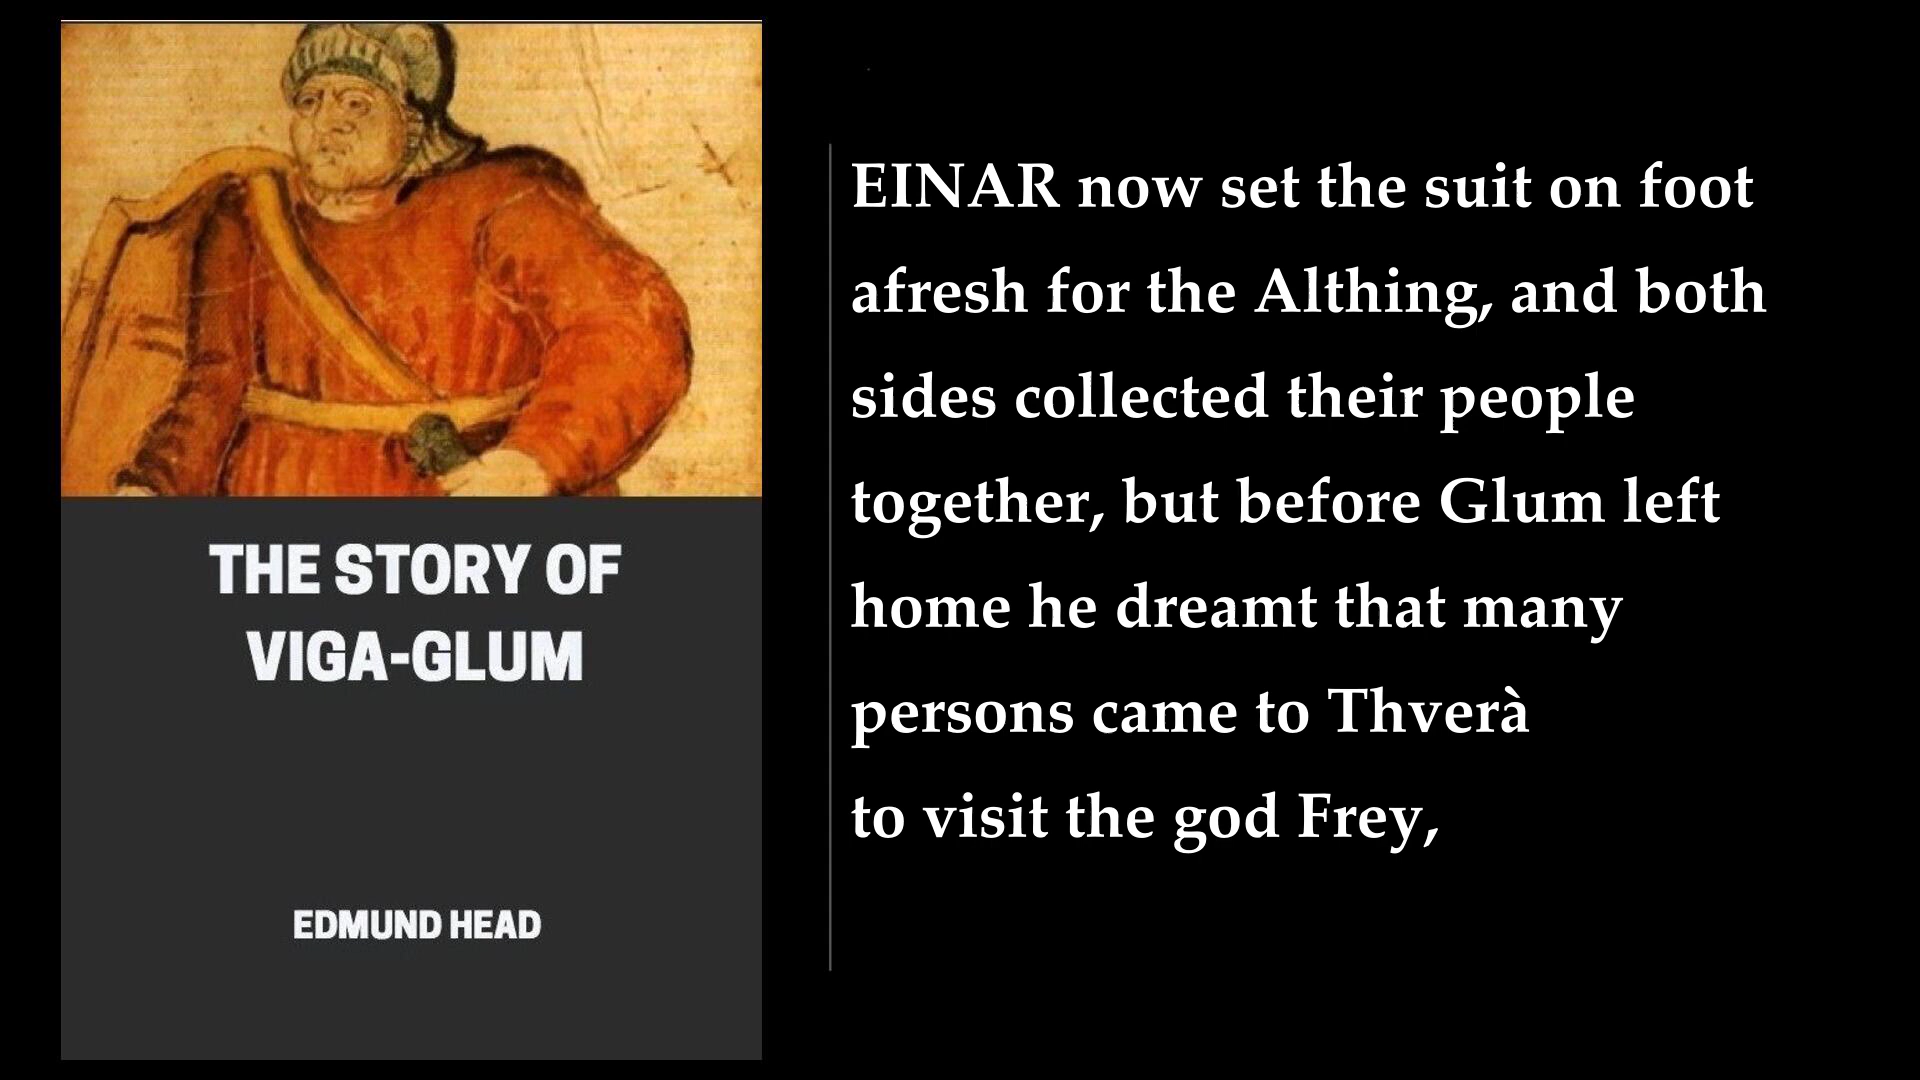 THE STORY OF
VIGA-GLUM
EDMUND HEAD
EINAR now set the suit on foot
afresh for the Althing, and both
sides collected their people
together, but before Glum left
home he dreamt that many
persons came to Thverà
to visit the god Frey,